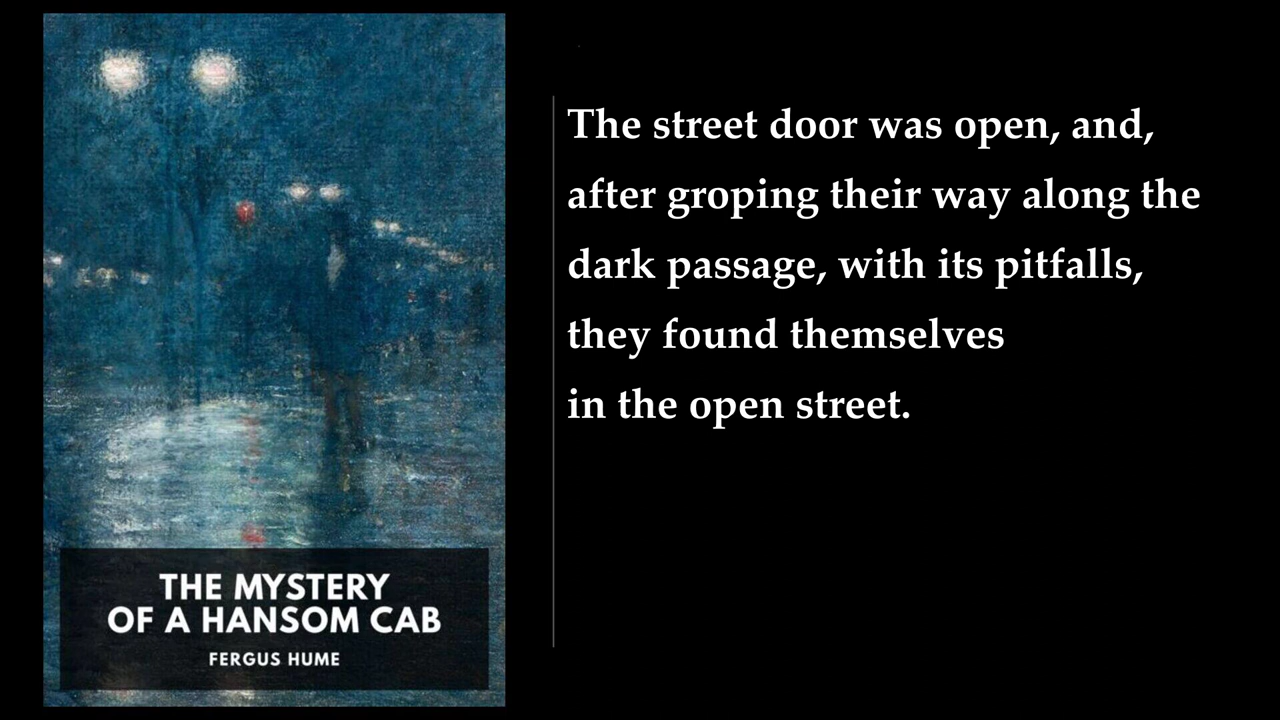 THE MYSTERY
OF A HANSOM CAB
FERGUS HUME
The street door was open, and,
after groping their way along the
dark passage, with its pitfalls,
they found themselves
in the open street.